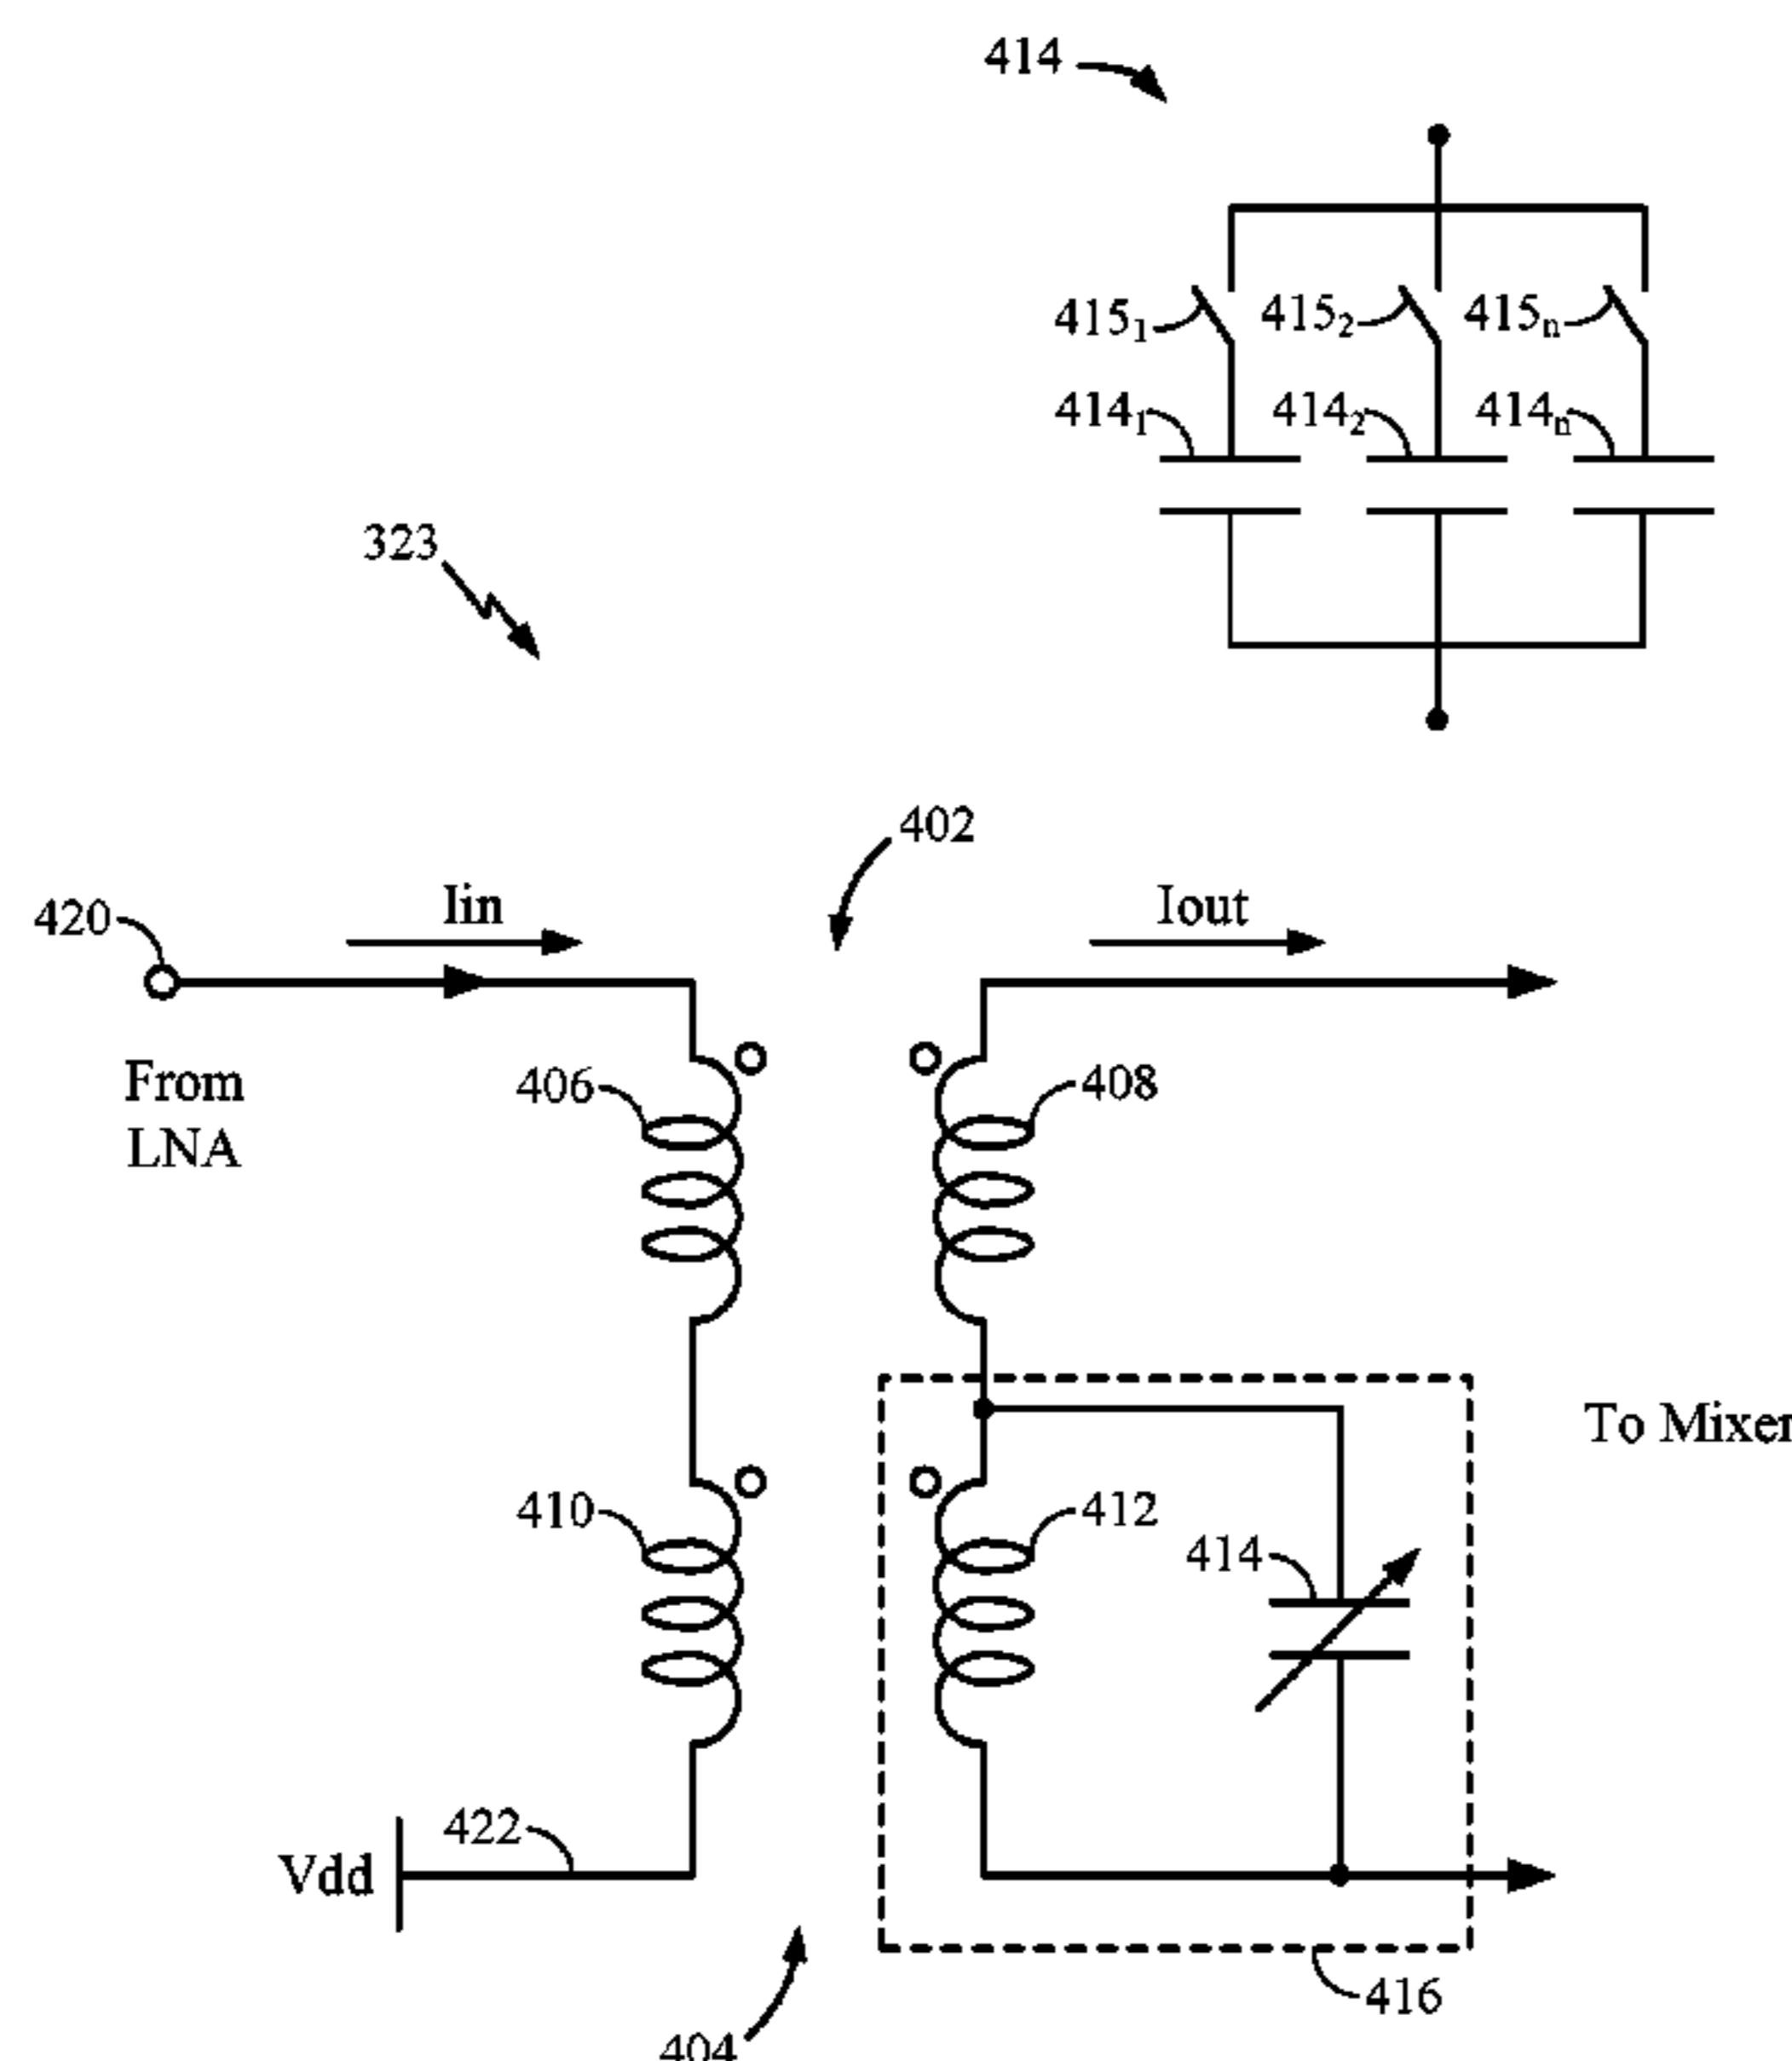 414
415₁ 415₂ 415ₙ
414₁ 414₂ 414ₙ
323
402
420 Iin Iout
From
LNA
406 408
To Mixer
410 412
414
422
Vdd
416
404